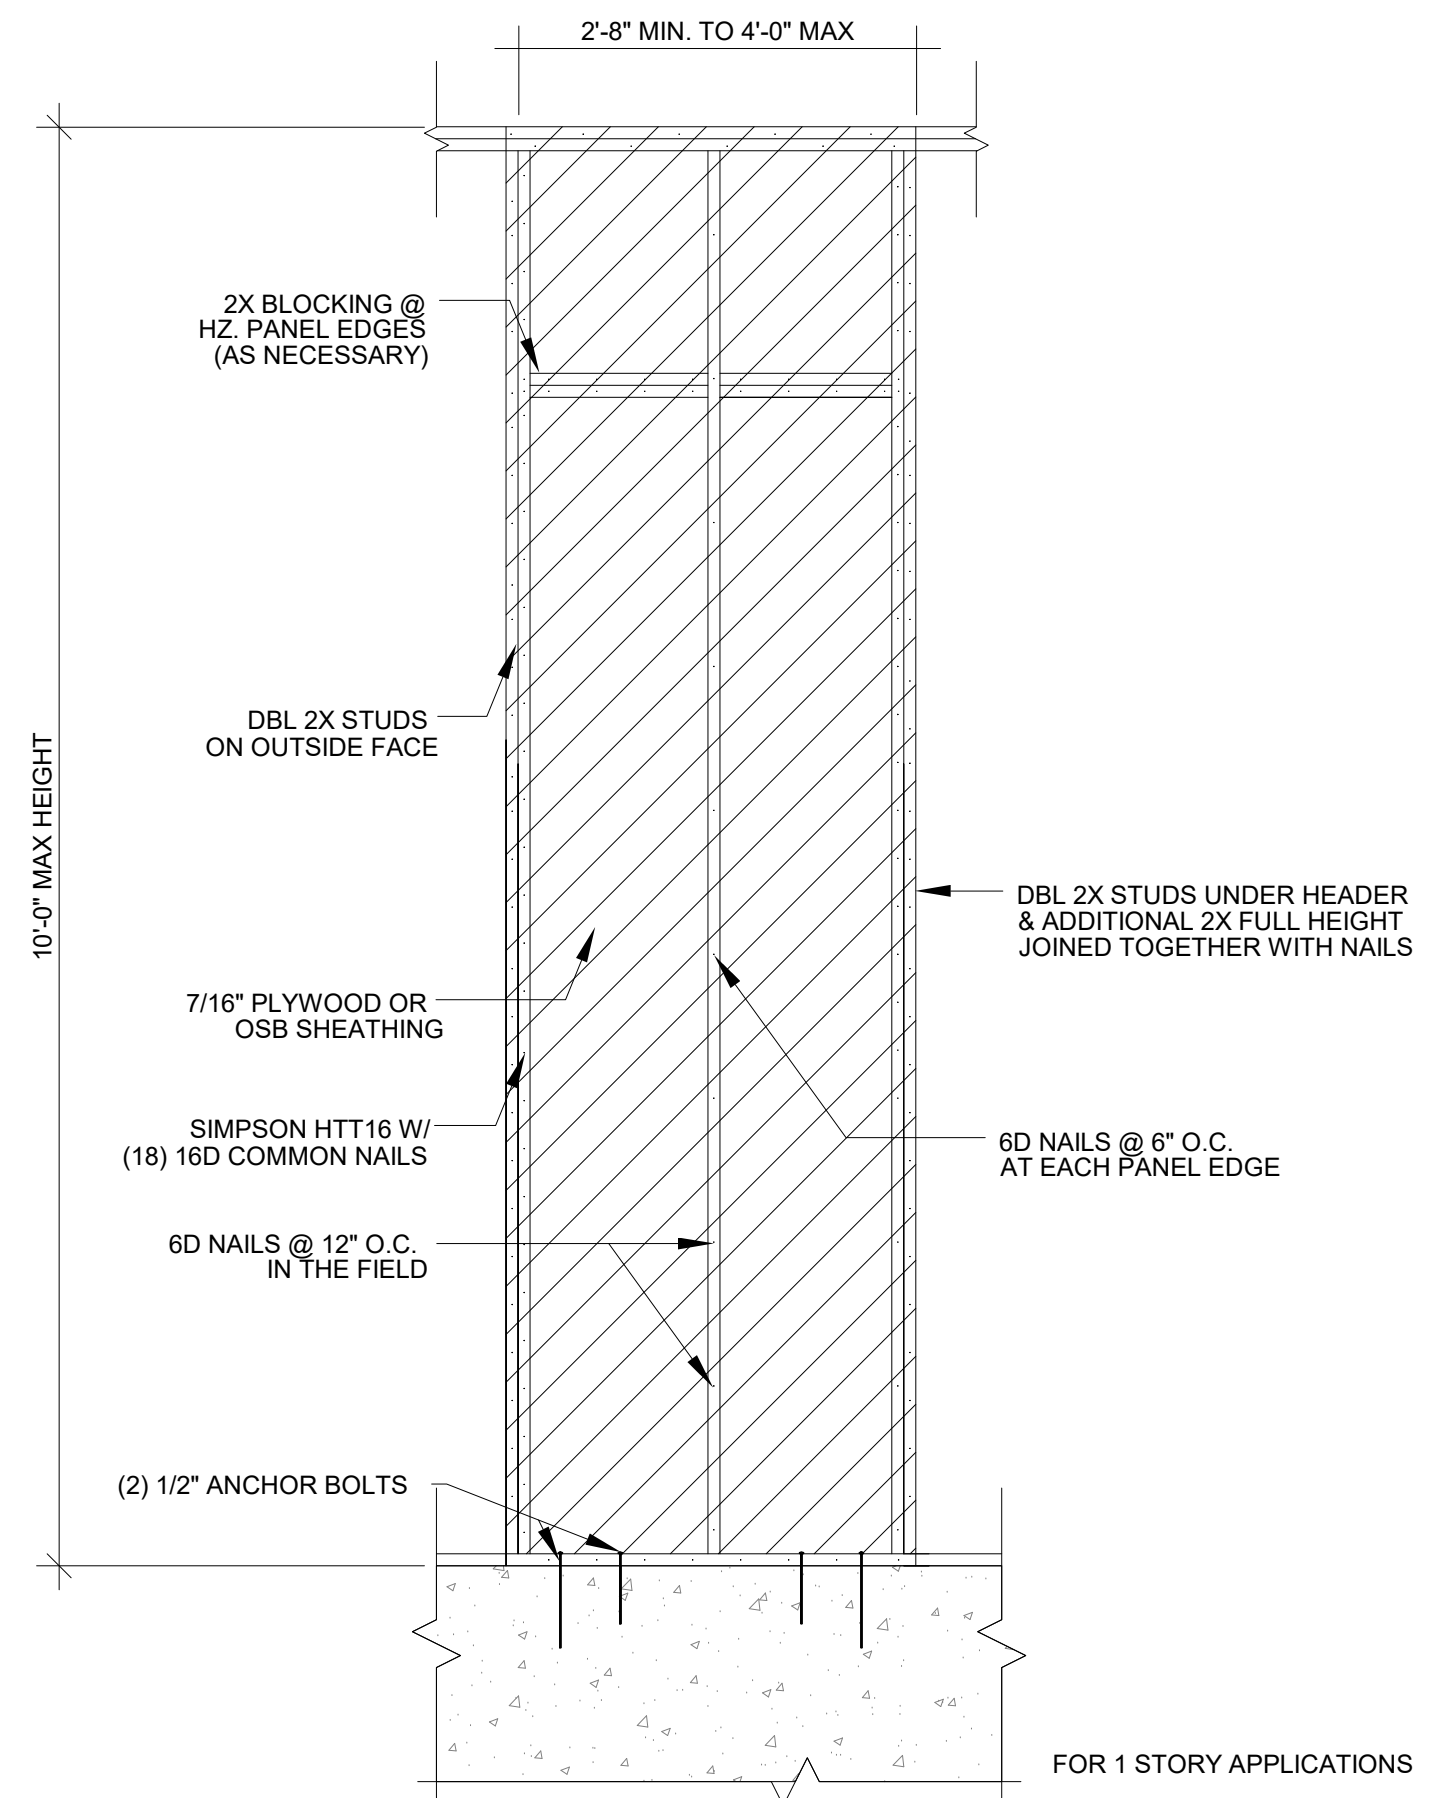 2'-8" MIN. TO 4'-0" MAX
2X BLOCKING @
HZ. PANEL EDGES
(AS NECESSARY)
DBL 2X STUDS
ON OUTSIDE FACE
10'-0" MAX HEIGHT
DBL 2X STUDS UNDER HEADER
& ADDITIONAL 2X FULL HEIGHT
JOINED TOGETHER WITH NAILS
7/16" PLYWOOD OR
OSB SHEATHING
SIMPSON HTT16 W/
(18) 16D COMMON NAILS
6D NAILS @ 6" O.C.
AT EACH PANEL EDGE
6D NAILS @ 12" O.C.
IN THE FIELD
(2) 1/2" ANCHOR BOLTS
FOR 1 STORY APPLICATIONS